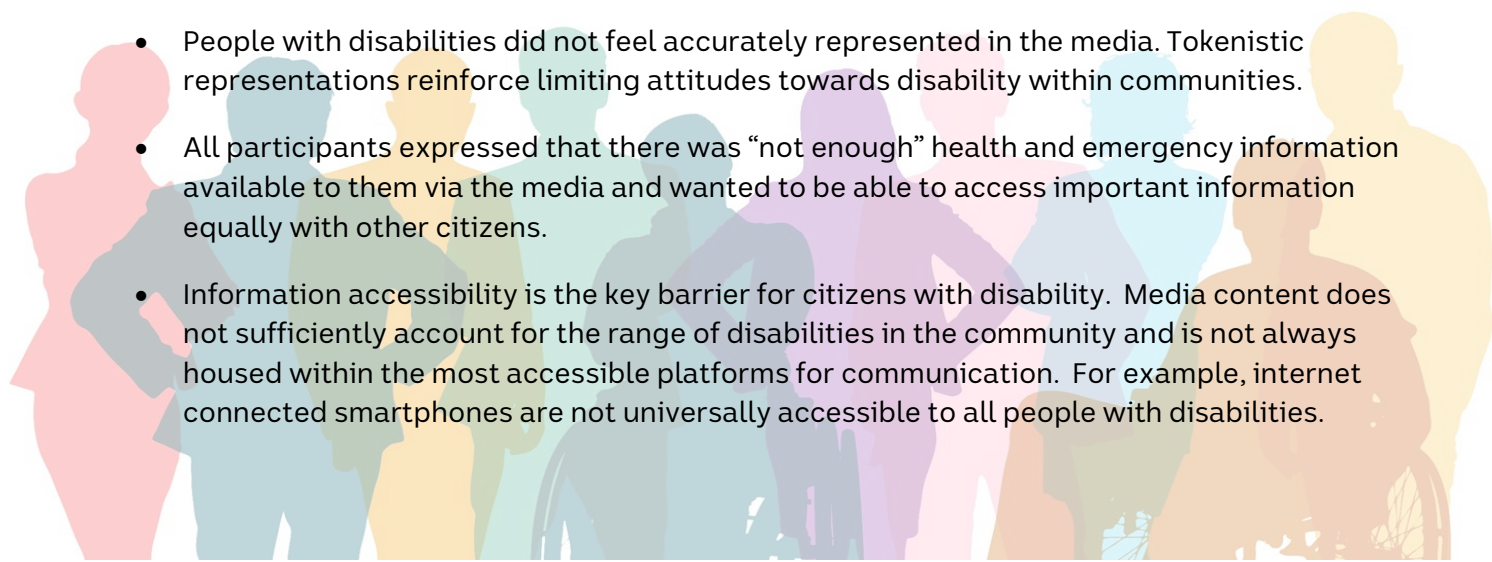 • People with disabilities did not feel accurately represented in the media. Tokenistic
representations reinforce limiting attitudes towards disability within communities.
• All participants expressed that there was “not enough” health and emergency information
available to them via the media and wanted to be able to access important information
equally with other citizens.
• Information accessibility is the key barrier for citizens with disability.  Media content does
not sufficiently account for the range of disabilities in the community and is not always
housed within the most accessible platforms for communication.  For example, internet
connected smartphones are not universally accessible to all people with disabilities.